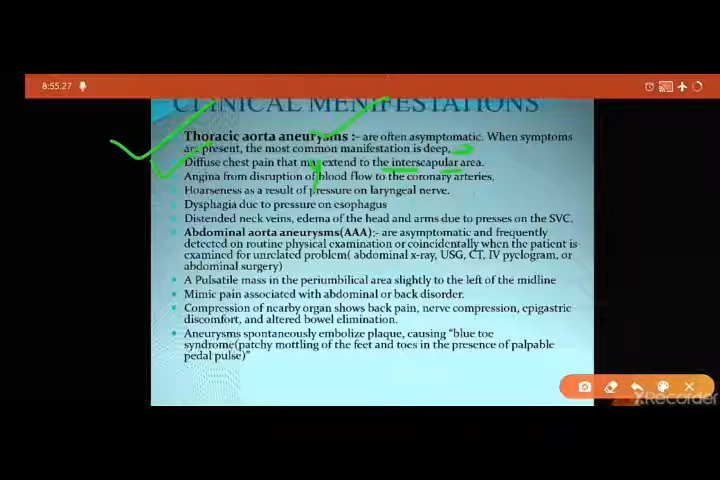 8:55.27
CLINICAL MENIFESTATIONS
Thoracic aorta aneurysms :- are often asymptomatic. When symptoms
are present, the most common manifestation is deep,
Diffuse chest pain that may extend to the interscapular area.
Angina from disruption of blood flow to the coronary arteries,
Hoarseness as a result of pressure on laryngeal nerve.
Dysphagia due to pressure on esophagus
Distended neck veins, edema of the head and arms due to presses on the SVC.
Abdominal aorta aneurysms(AAA):- are asymptomatic and frequently
detected on routine physical examination or coincidentally when the patient is
examined for unrelated problem( abdominal x-ray, USG, CT, IV pyelogram, or
abdominal surgery)
A Pulsatile mass in the periumbilical area slightly to the left of the midline
Mimic pain associated with abdominal or back disorder.
Compression of nearby organ shows back pain, nerve compression, epigastric
discomfort, and altered bowel elimination.
Aneurysms spontaneously embolize plaque, causing "blue toe
syndrome(patchy mottling of the feet and toes in the presence of palpable
pedal pulse)"
XRecorder